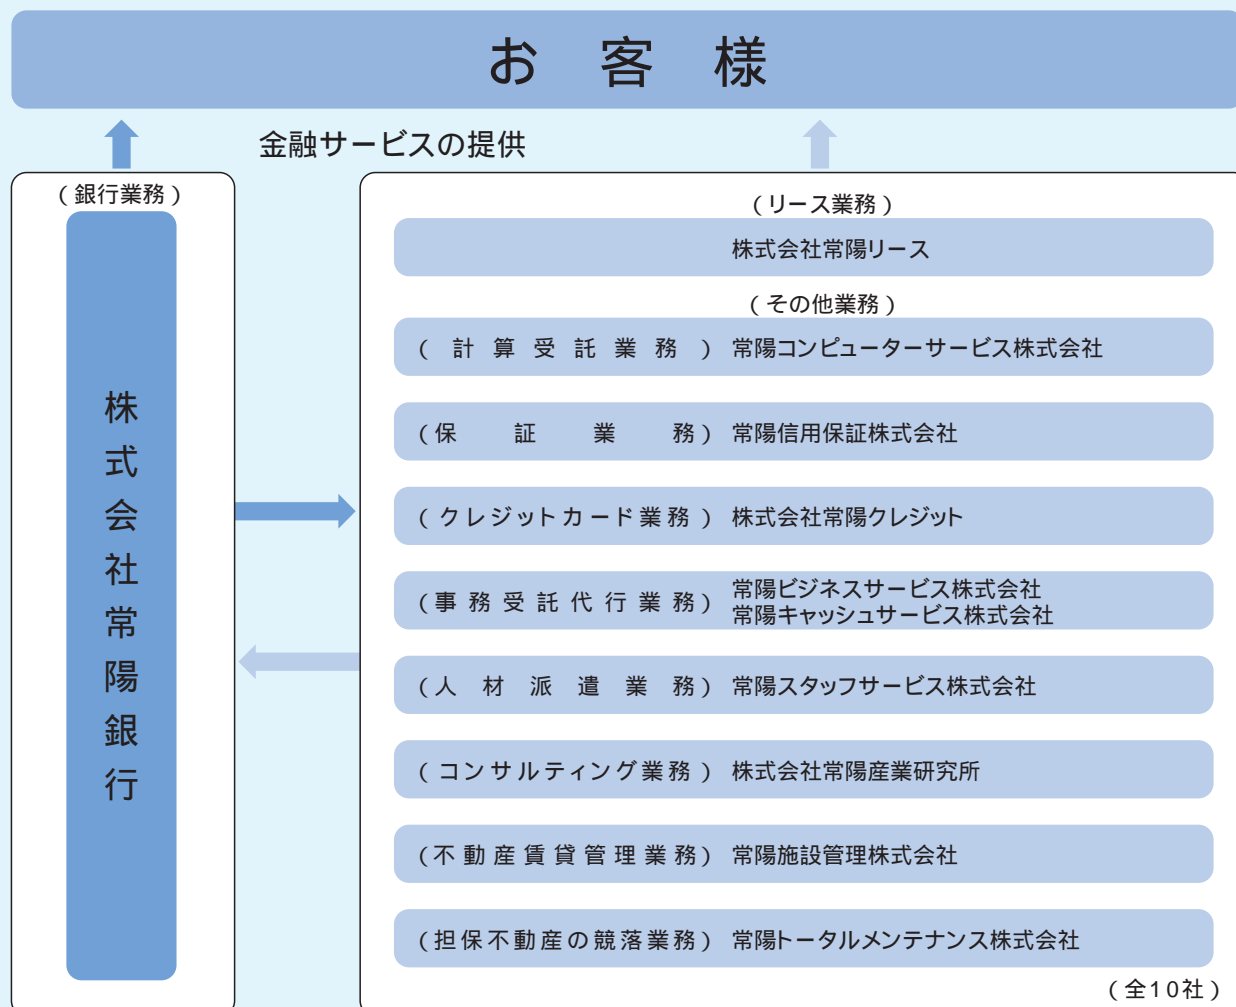 お客様
金融サービスの提供
(銀行業務)
株式会社常陽銀行
(リース業務)
株式会社常陽リース
(その他業務)
(計算受託業務) 常陽コンピューターサービス株式会社
(保証業務) 常陽信用保証株式会社
(クレジットカード業務) 株式会社常陽クレジット
(事務受託代行業務) 常陽ビジネスサービス株式会社
常陽キャッシュサービス株式会社
(人材派遣業務) 常陽スタッフサービス株式会社
(コンサルティング業務) 株式会社常陽産業研究所
(不動産賃貸管理業務) 常陽施設管理株式会社
(担保不動産の競落業務) 常陽トータルメンテナンス株式会社
(全10社)